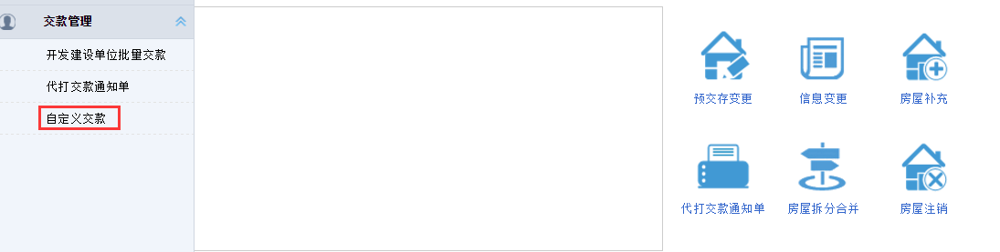 交款管理
开发建设单位批量交款
代打交款通知单
自定义交款
预交存变更
信息变更
房屋补充
代打交款通知单
房屋拆分合并
房屋注销